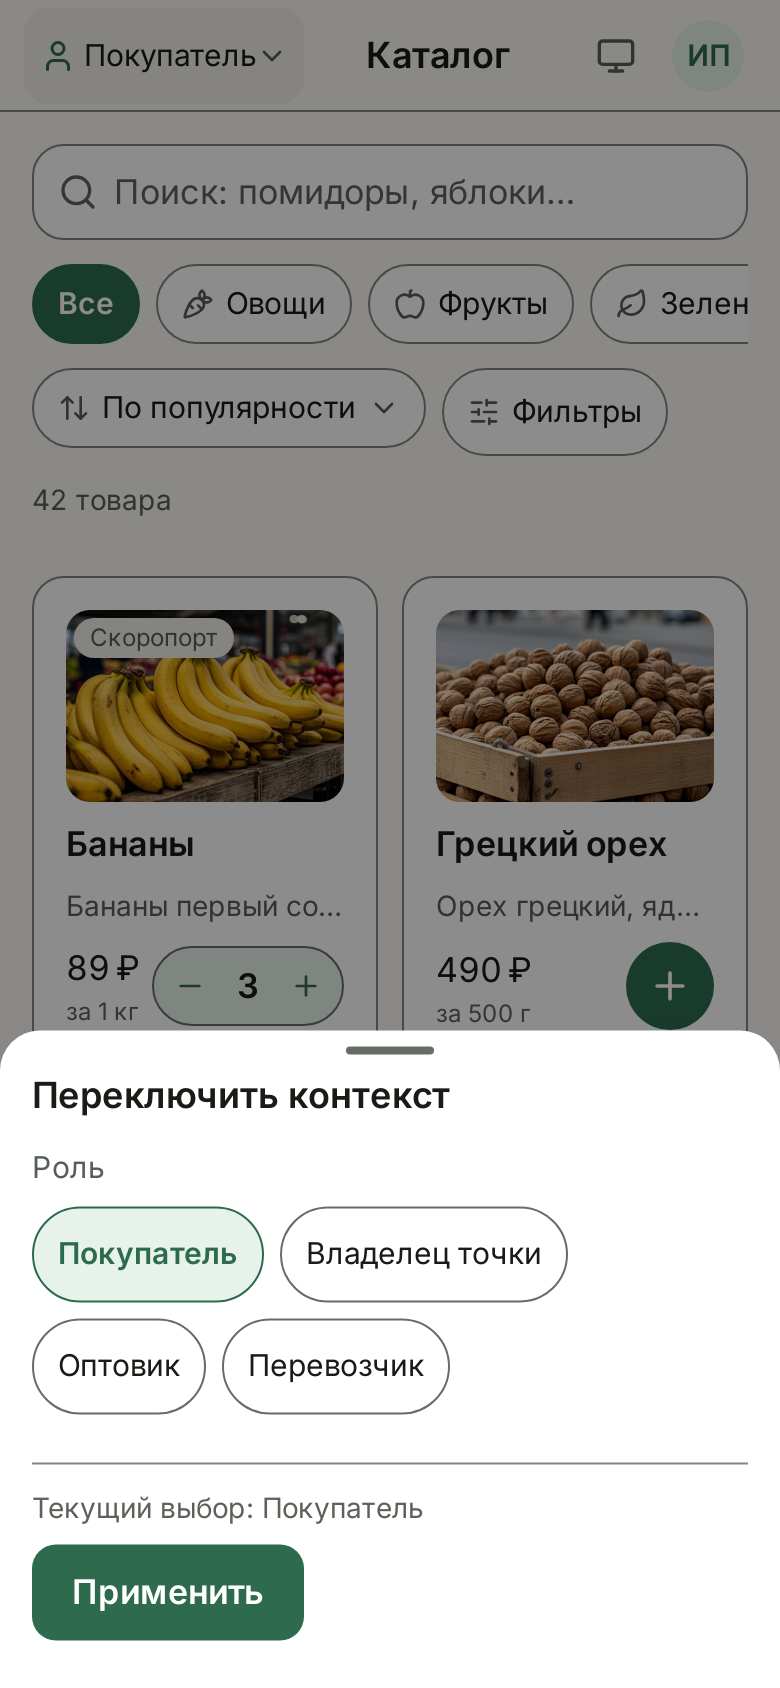 Покупатель
Каталог
ИП
Поиск: помидоры, яблоки...
Все
Овощи
Фрукты
Зелен
По популярности
Фильтры
42 товара
Скоропорт
Бананы
Бананы первый со...
89 ₽
за 1 кг
− 3 +
Грецкий орех
Орех грецкий, яд...
490 ₽
за 500 г
+
Переключить контекст
Роль
Покупатель
Владелец точки
Оптовик
Перевозчик
Текущий выбор: Покупатель
Применить